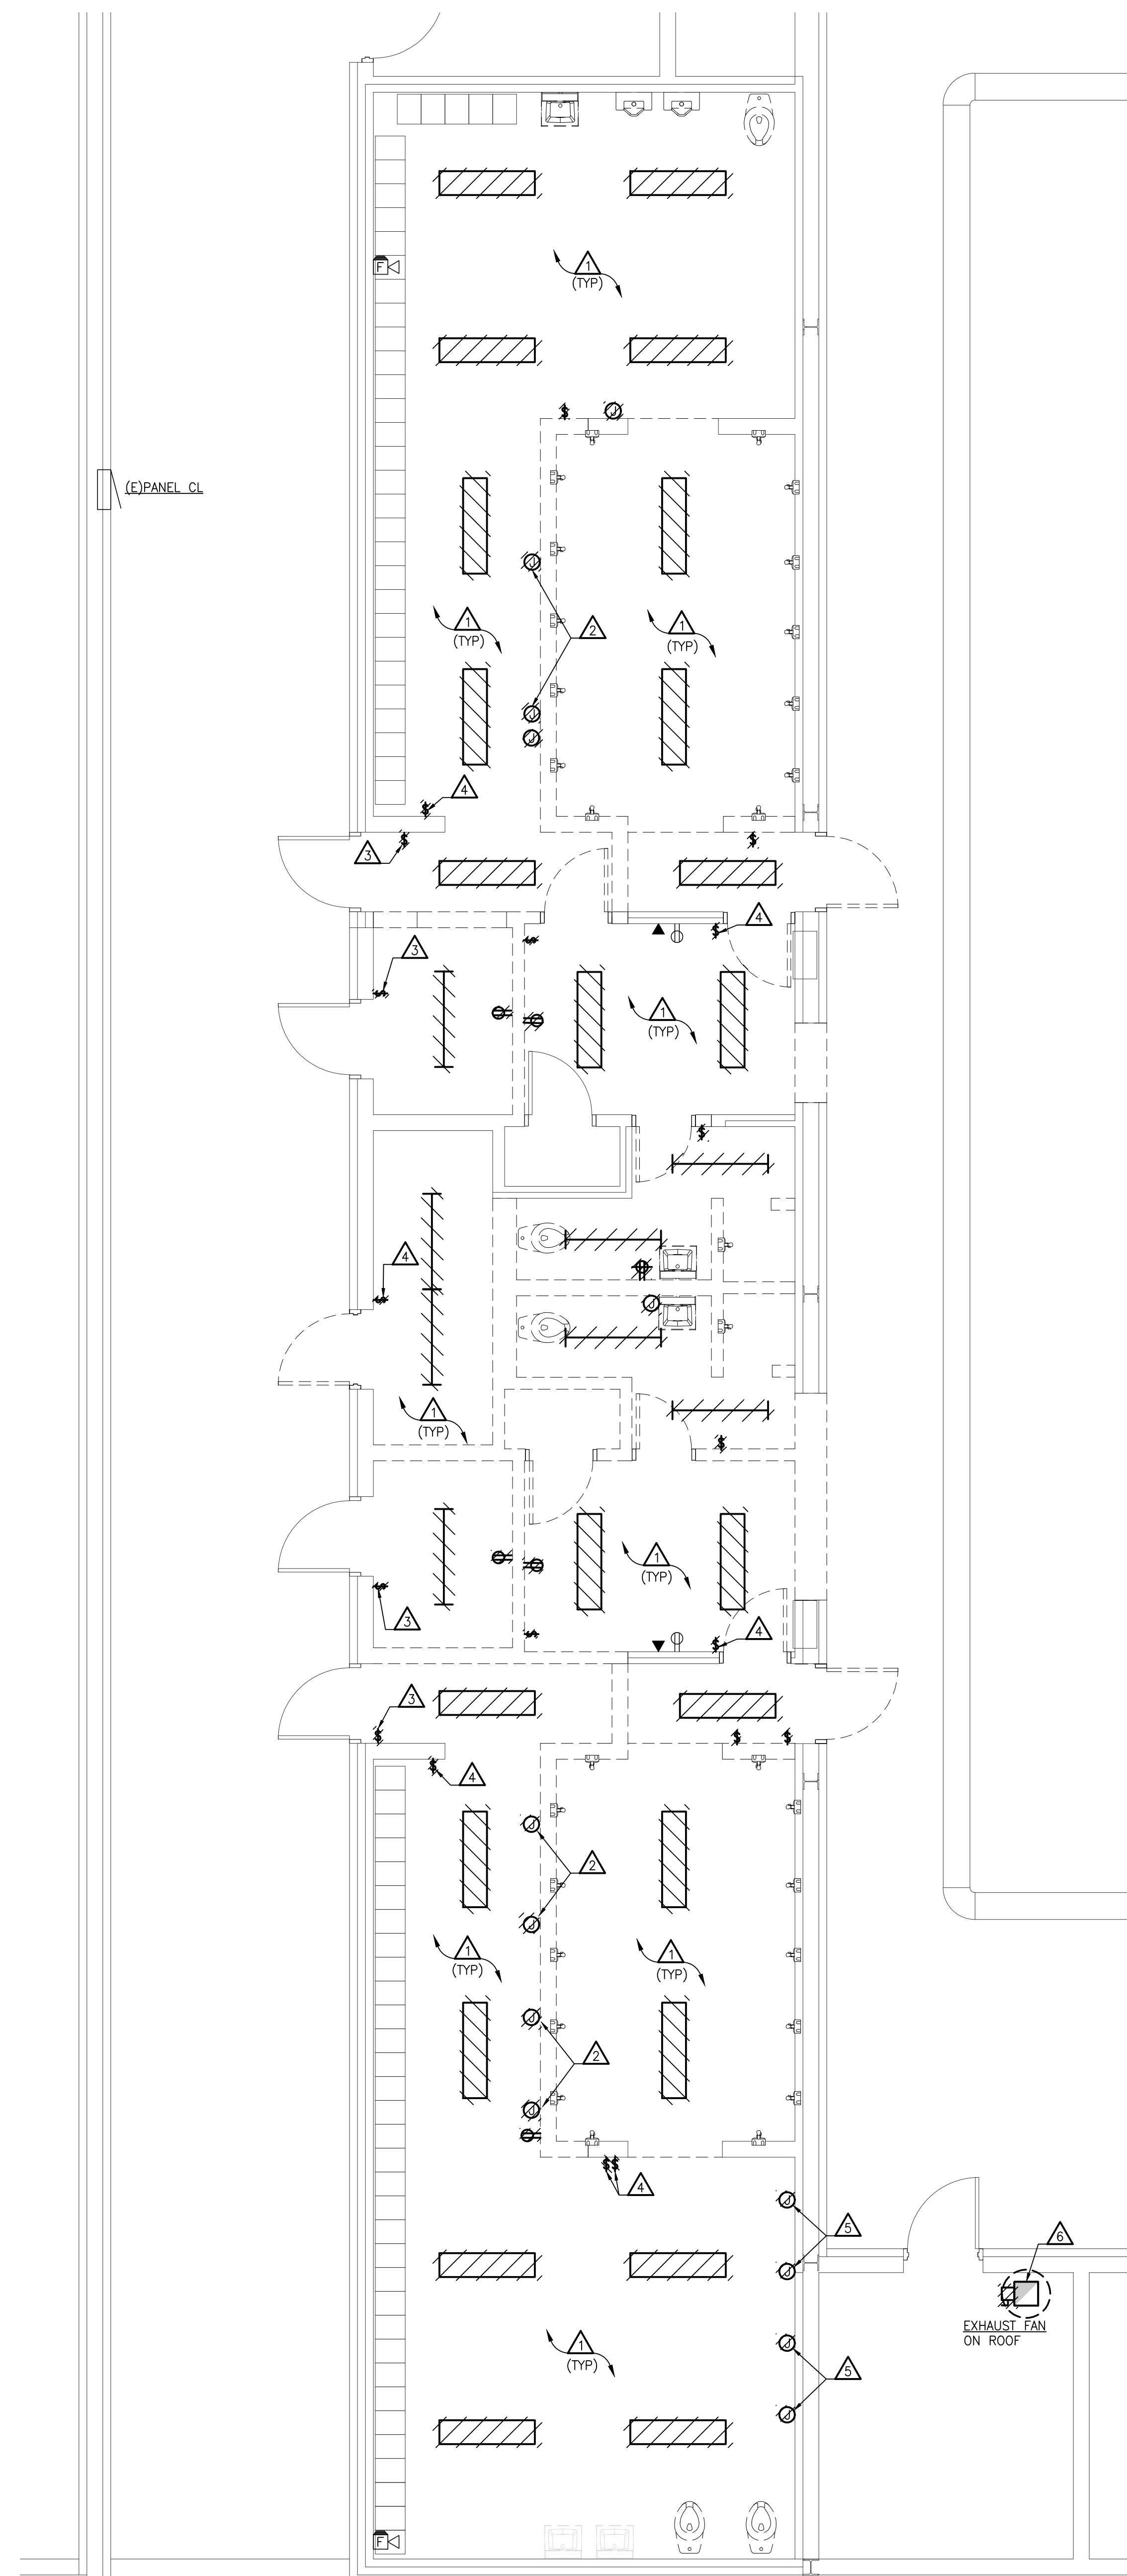 1
(TYP)
F
$
J
(E)PANEL CL
J
1
(TYP)
2
1
(TYP)
J
J
4
$
3
$
$
4
$
3
$
$
1
(TYP)
$
4
$
J
1
(TYP)
$
1
(TYP)
3
$
$
4
$
3
$
$
$
4
$
J
2
J
1
(TYP)
1
(TYP)
J
2
J
$$
4
J
5
J
6
EXHAUST FAN
ON ROOF
J
1
(TYP)
5
J
F